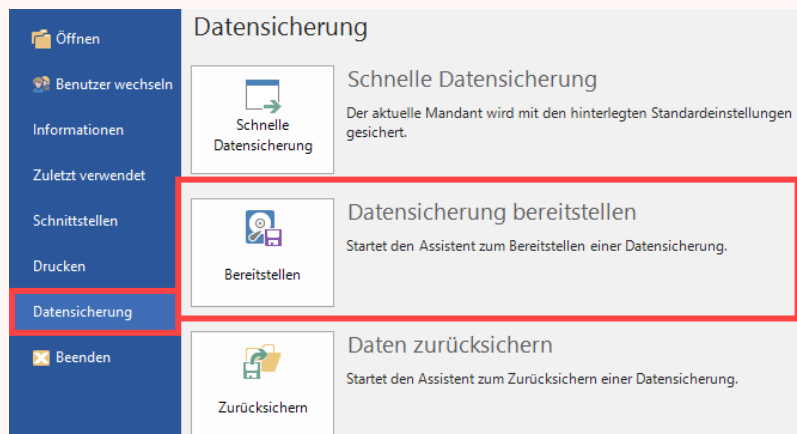 Öffnen
Benutzer wechseln
Informationen
Zuletzt verwendet
Schnittstellen
Drucken
Datensicherung
Beenden
Datensicherung
Schnelle
Datensicherung
Schnelle Datensicherung
Der aktuelle Mandant wird mit den hinterlegten Standardeinstellungen
gesichert.
Bereitstellen
Datensicherung bereitstellen
Startet den Assistent zum Bereitstellen einer Datensicherung.
Zurücksichern
Daten zurücksichern
Startet den Assistent zum Zurücksichern einer Datensicherung.